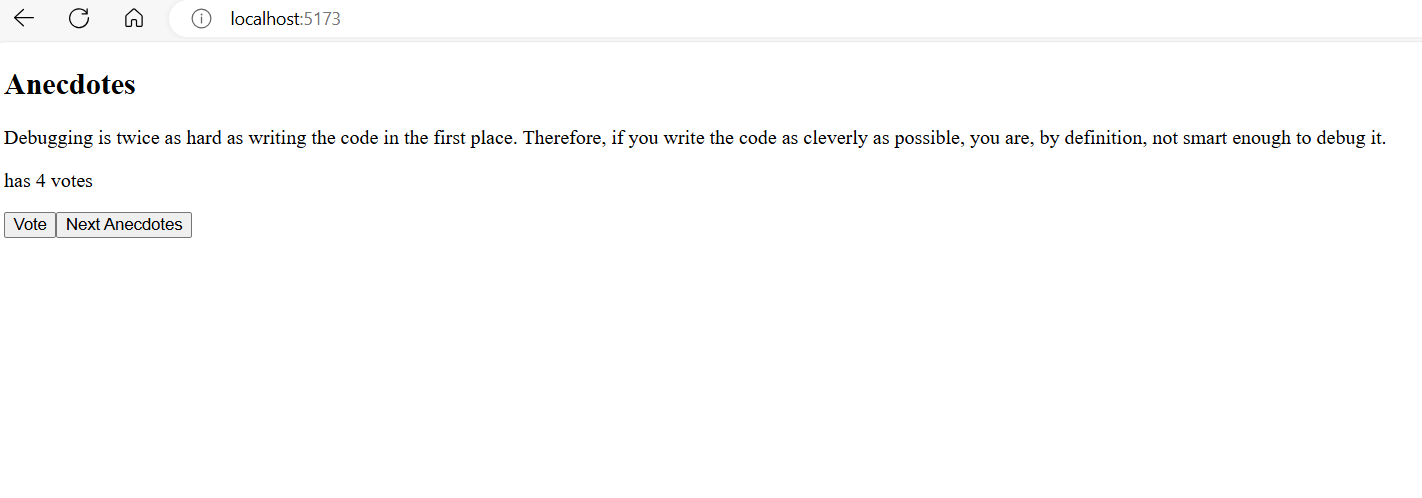 localhost:5173
Anecdotes
Debugging is twice as hard as writing the code in the first place. Therefore, if you write the code as cleverly as possible, you are, by definition, not smart enough to debug it.
has 4 votes
Vote Next Anecdotes